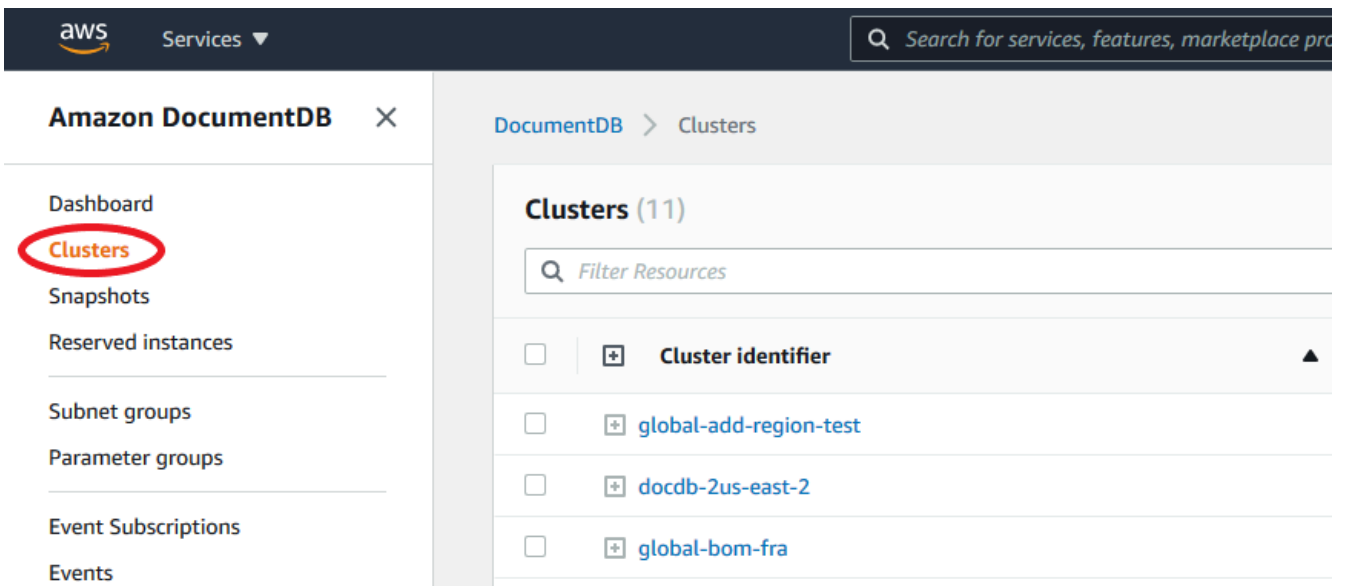 aws Services ▼ Search for services, features, marketplace pro
Amazon DocumentDB ×
Dashboard
Clusters
Snapshots
Reserved instances
Subnet groups
Parameter groups
Event Subscriptions
Events
DocumentDB > Clusters
Clusters (11)
Filter Resources
Cluster identifier ▲
global-add-region-test
docdb-2us-east-2
global-bom-fra